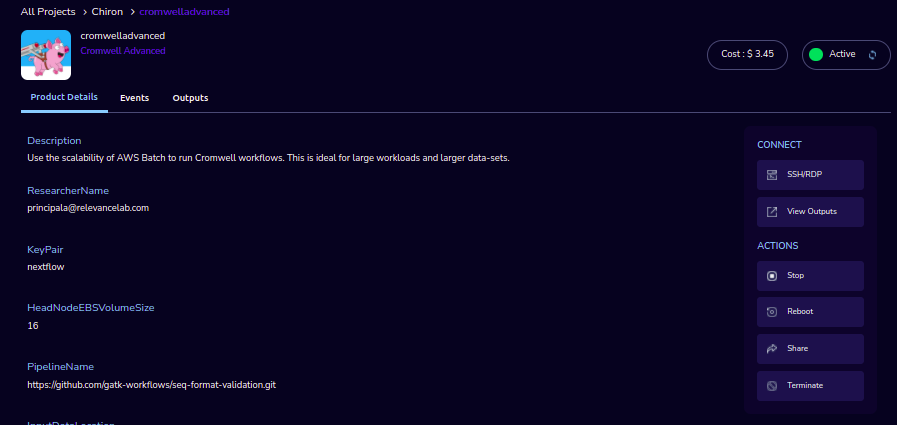 All Projects > Chiron > cromwelladvanced
cromwelladvanced
Cromwell Advanced
Cost : $ 3.45
Active
Product Details
Events
Outputs
Description
Use the scalability of AWS Batch to run Cromwell workflows. This is ideal for large workloads and larger data-sets.
ResearcherName
principala@relevancelab.com
KeyPair
nextflow
HeadNodeEBSVolumeSize
16
PipelineName
https://github.com/gatk-workflows/seq-format-validation.git
InputDataLocation
CONNECT
SSH/RDP
View Outputs
ACTIONS
Stop
Reboot
Share
Terminate